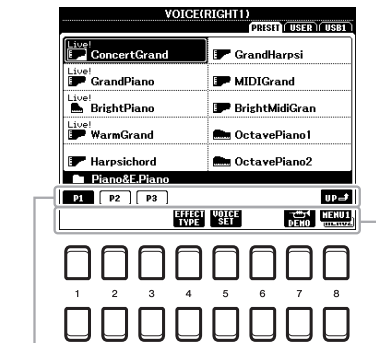 VOICE(RIGHT1)
PRESET USER USB1
Live!
ConcertGrand
GrandHarpsi
Live!
GrandPiano
MIDIGrand
Live!
BrightPiano
BrightMidiGran
Live!
WarmGrand
OctavePiano1
Harpsichord
OctavePiano2
Piano&E.Piano
P1 P2 P3 UP
EFFECT TYPE VOICE SET DEMO MENU1
1 2 3 4 5 6 7 8